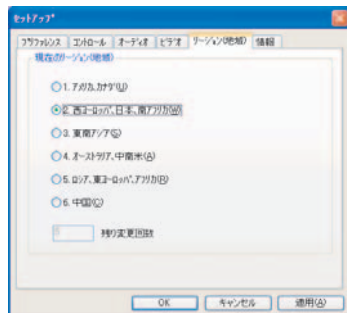 セットアップ
プリファレンス コントロール オーディオ ビデオ リージョン(地域) 情報
現在のリージョン(地域)
1. アメリカ、カナダ(U)
2. 西ヨーロッパ、日本、南アフリカ(W)
3. 東南アジア(S)
4. オーストラリア、中南米(A)
5. ロシア、東ヨーロッパ、アフリカ(R)
6. 中国(C)
残り変更回数
OK キャンセル 適用(A)